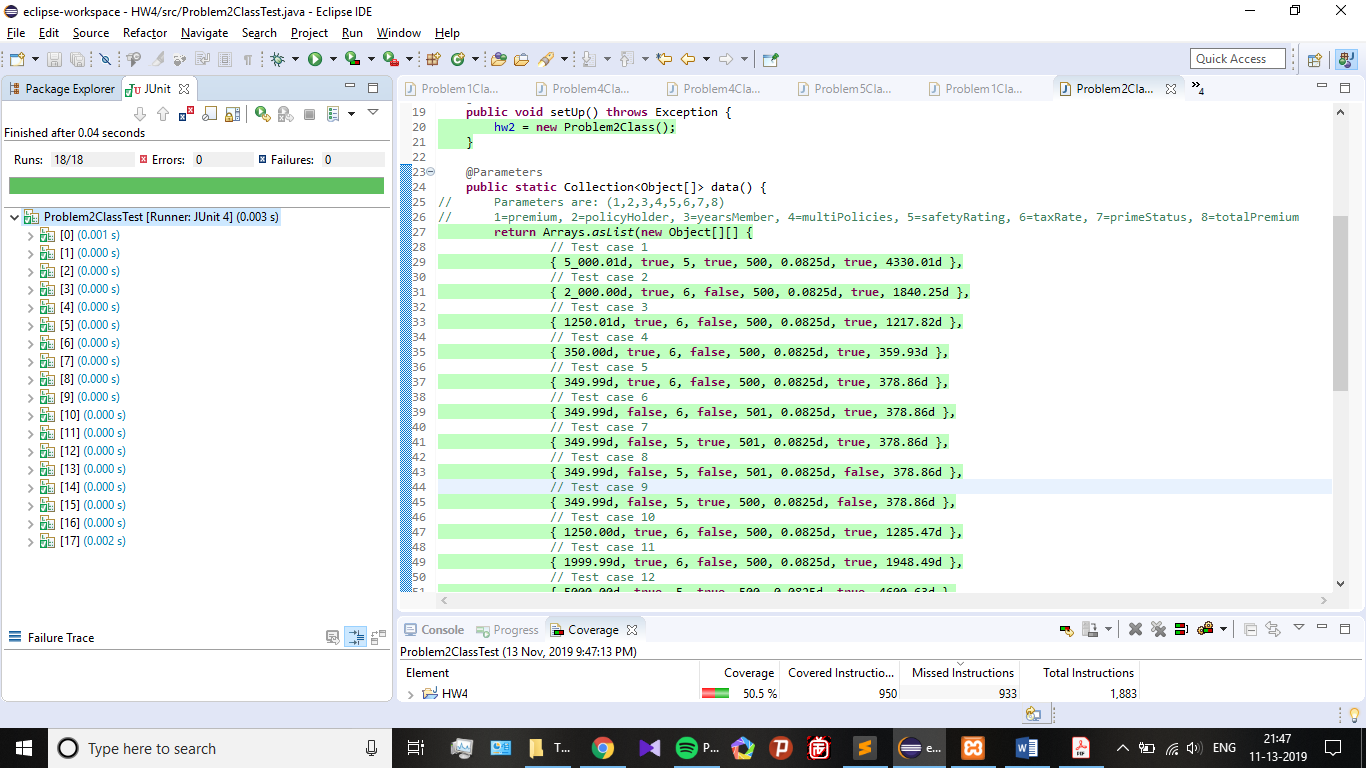 eclipse-workspace - HW4/src/Problem2ClassTest.java - Eclipse IDE
File Edit Source Refactor Navigate Search Project Run Window Help
Quick Access
Package Explorer JUnit
Problem1Cla... Problem4Cla... Problem4Cla... Problem5Cla... Problem1Cla... Problem2Cla... »4
Finished after 0.04 seconds
Runs: 18/18 Errors: 0 Failures: 0
Problem2ClassTest [Runner: JUnit 4] (0.003 s)
[0] (0.001 s)
[1] (0.000 s)
[2] (0.000 s)
[3] (0.000 s)
[4] (0.000 s)
[5] (0.000 s)
[6] (0.000 s)
[7] (0.000 s)
[8] (0.000 s)
[9] (0.000 s)
[10] (0.000 s)
[11] (0.000 s)
[12] (0.000 s)
[13] (0.000 s)
[14] (0.000 s)
[15] (0.000 s)
[16] (0.000 s)
[17] (0.002 s)
Failure Trace
19 public void setUp() throws Exception {
20 hw2 = new Problem2Class();
21 }
22
23 @Parameters
24 public static Collection<Object[]> data() {
25 // Parameters are: (1,2,3,4,5,6,7,8)
26 // 1=premium, 2=policyHolder, 3=yearsMember, 4=multiPolicies, 5=safetyRating, 6=taxRate, 7=primeStatus, 8=totalPremium
27 return Arrays.asList(new Object[][] {
28 // Test case 1
29 { 5_000.01d, true, 5, true, 500, 0.0825d, true, 4330.01d },
30 // Test case 2
31 { 2_000.00d, true, 6, false, 500, 0.0825d, true, 1840.25d },
32 // Test case 3
33 { 1250.01d, true, 6, false, 500, 0.0825d, true, 1217.82d },
34 // Test case 4
35 { 350.00d, true, 6, false, 500, 0.0825d, true, 359.93d },
36 // Test case 5
37 { 349.99d, true, 6, false, 500, 0.0825d, true, 378.86d },
38 // Test case 6
39 { 349.99d, false, 6, false, 501, 0.0825d, true, 378.86d },
40 // Test case 7
41 { 349.99d, false, 5, true, 501, 0.0825d, true, 378.86d },
42 // Test case 8
43 { 349.99d, false, 5, false, 501, 0.0825d, false, 378.86d },
44 // Test case 9
45 { 349.99d, false, 5, true, 500, 0.0825d, false, 378.86d },
46 // Test case 10
47 { 1250.00d, true, 6, false, 500, 0.0825d, true, 1285.47d },
48 // Test case 11
49 { 1999.99d, true, 6, false, 500, 0.0825d, true, 1948.49d },
50 // Test case 12
51 { 5000.00d, true, 5, true, 500, 0.0825d, true, 4600.63d },
Console Progress Coverage
Problem2ClassTest (13 Nov, 2019 9:47:13 PM)
Element Coverage Covered Instructio... Missed Instructions Total Instructions
HW4 50.5 % 950 933 1,883
Type here to search
T... P... e...
ENG
21:47
11-13-2019